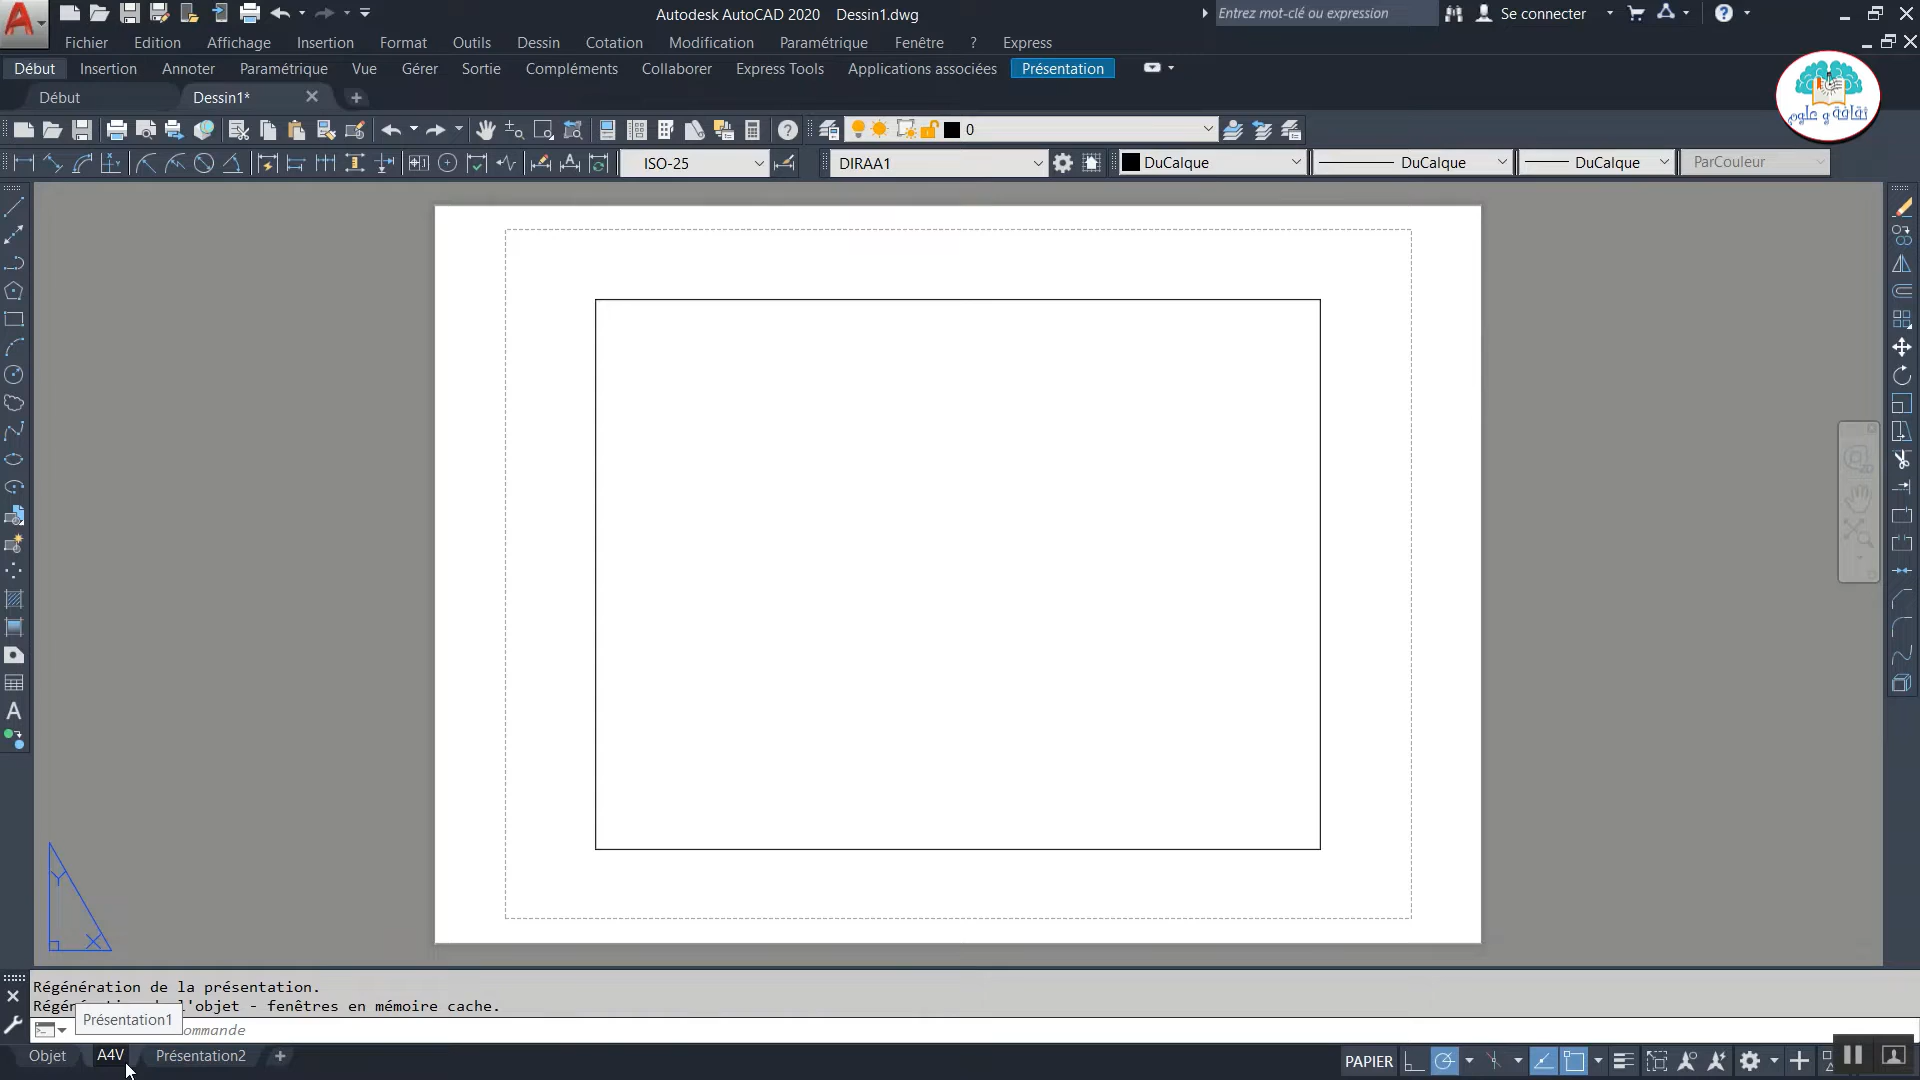 Autodesk AutoCAD 2020 Dessin1.dwg
Entrez mot-clé ou expression
Se connecter
Fichier Edition Affichage Insertion Format Outils Dessin Cotation Modification Paramétrique Fenêtre ? Express
Début Insertion Annoter Paramétrique Vue Gérer Sortie Compléments Collaborer Express Tools Applications associées Présentation
Début Dessin1*
ثقافة و علوم
0
ISO-25 DIRAA1 DuCalque DuCalque DuCalque ParCouleur
Y
X
Régénération de la présentation.
l'objet - fenêtres en mémoire cache.
Présentation1
ommande
Objet A4V Présentation2 +
PAPIER